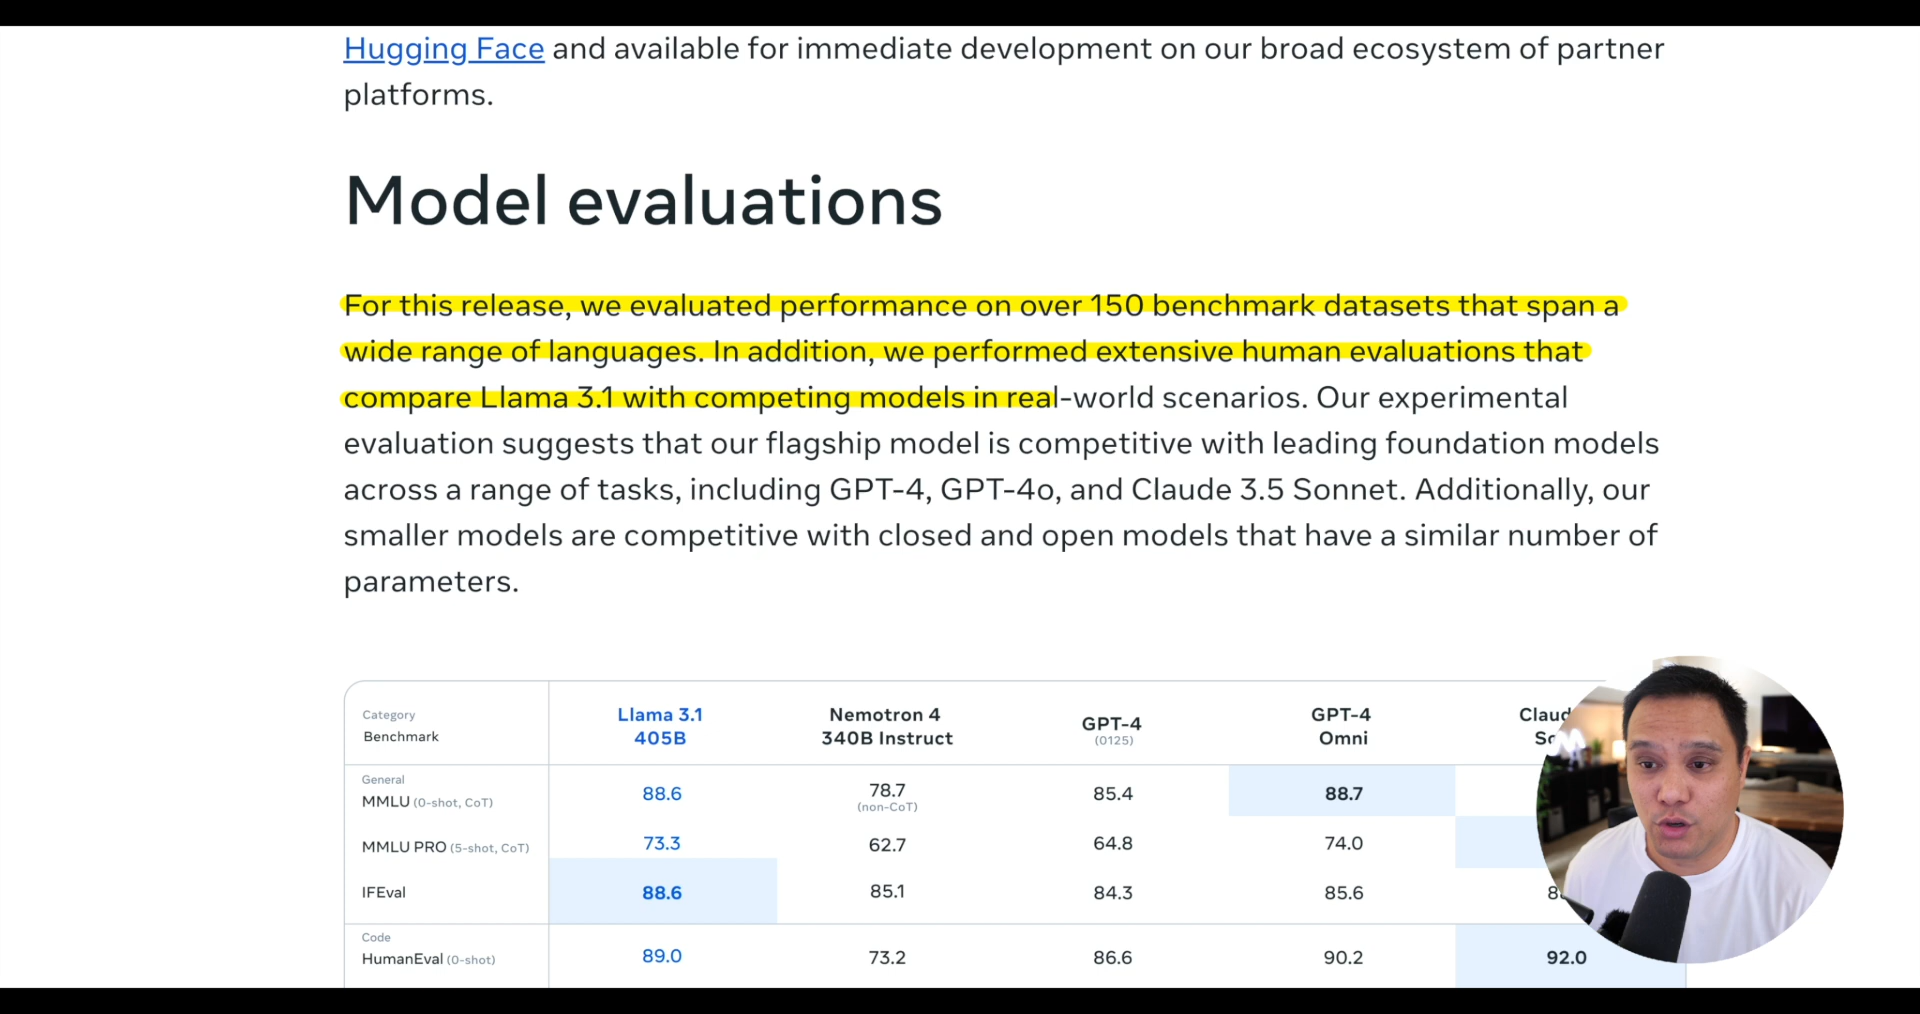 Hugging Face and available for immediate development on our broad ecosystem of partner
platforms.
Model evaluations
For this release, we evaluated performance on over 150 benchmark datasets that span a
wide range of languages. In addition, we performed extensive human evaluations that
compare Llama 3.1 with competing models in real-world scenarios. Our experimental
evaluation suggests that our flagship model is competitive with leading foundation models
across a range of tasks, including GPT-4, GPT-4o, and Claude 3.5 Sonnet. Additionally, our
smaller models are competitive with closed and open models that have a similar number of
parameters.
Category
Benchmark
Llama 3.1
405B
Nemotron 4
340B Instruct
GPT-4
(0125)
GPT-4
Omni
General
MMLU (0-shot, CoT)
88.6
78.7
(non-CoT)
85.4
88.7
MMLU PRO (5-shot, CoT)
73.3
62.7
64.8
74.0
IFEval
88.6
85.1
84.3
85.6
Code
HumanEval (0-shot)
89.0
73.2
86.6
90.2
92.0